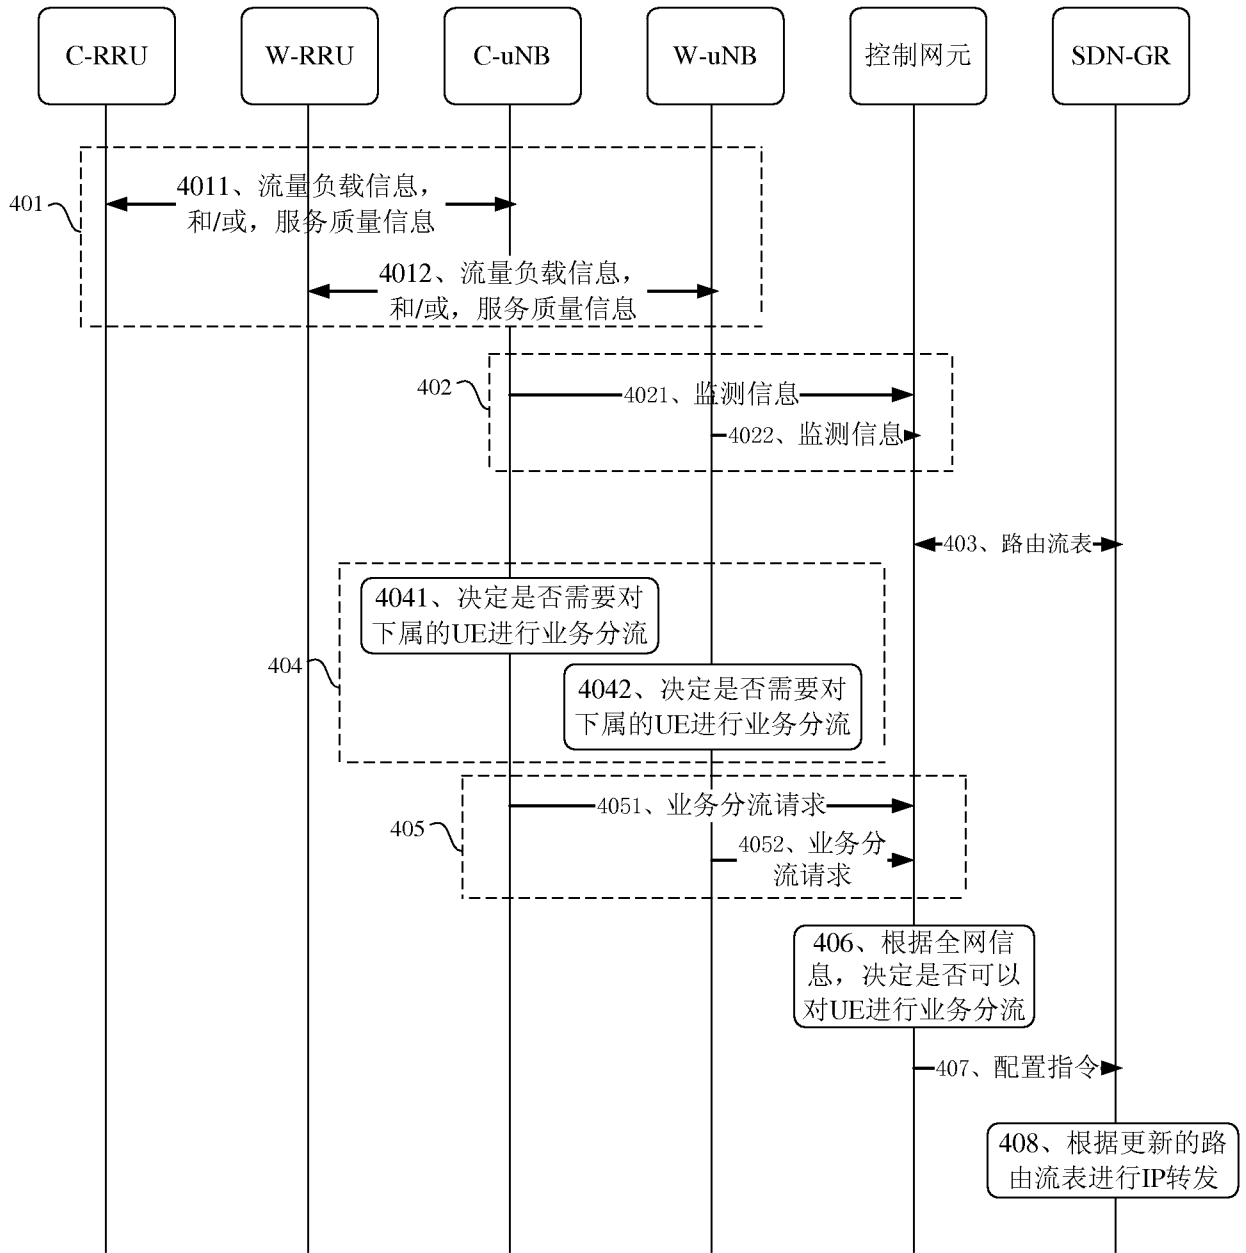 C-RRU
W-RRU
C-uNB
W-uNB
控制网元
SDN-GR
401
4011、流量负载信息，
和/或，服务质量信息
4012、流量负载信息，
和/或，服务质量信息
402
4021、监测信息
4022、监测信息
403、路由流表
404
4041、决定是否需要对
下属的UE进行业务分流
4042、决定是否需要对
下属的UE进行业务分流
405
4051、业务分流请求
4052、业务分
流请求
406、根据全网信
息，决定是否可以
对UE进行业务分流
407、配置指令
408、根据更新的路
由流表进行IP转发